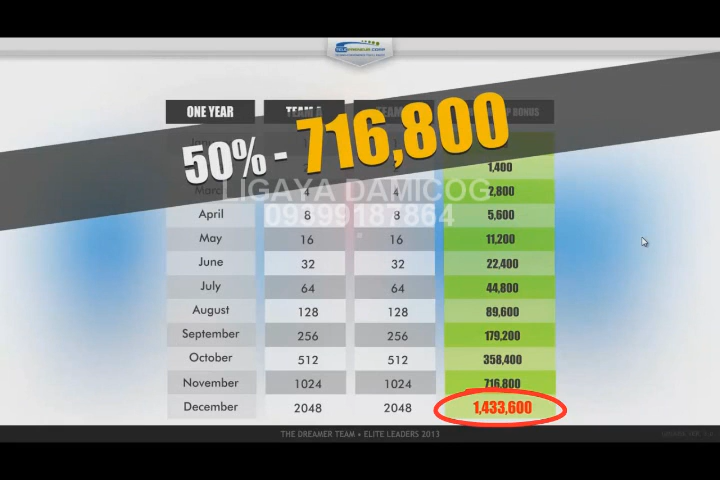 ONE YEAR TEAM
50% - 716,800
1,400
March 4 4 2,800
LIGAYA DAMICOG
April 8 8 5,600
09399187864
May 16 16 11,200
June 32 32 22,400
July 64 64 44,800
August 128 128 89,600
September 256 256 179,200
October 512 512 358,400
November 1024 1024 716,800
December 2048 2048 1,433,600
THE DREAMER TEAM • ELITE LEADERS 2013